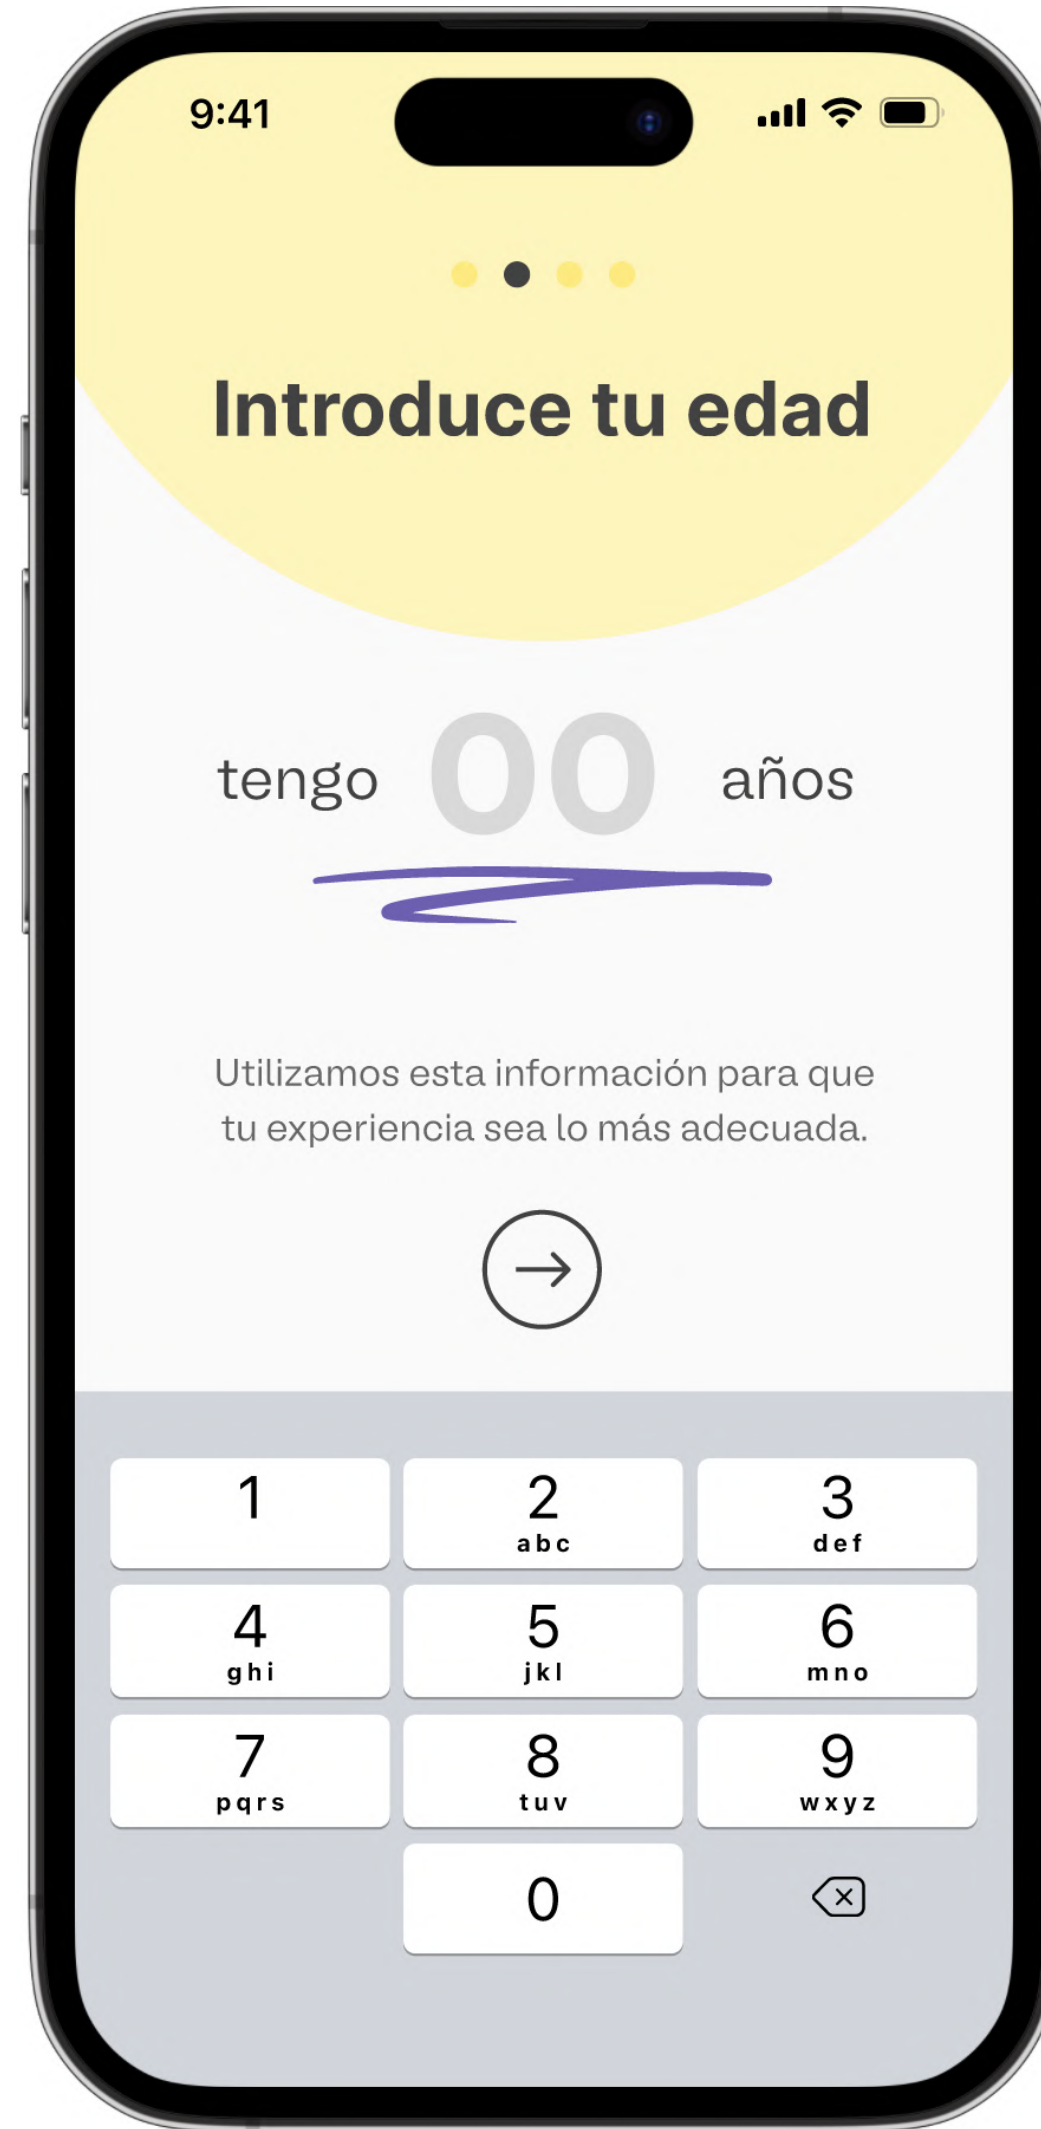 9:41
Introduce tu edad
tengo 00 años
Utilizamos esta información para que
tu experiencia sea lo más adecuada.
1 2 3
abc def
4 5 6
ghi jkl mno
7 8 9
pqrs tuv wxyz
0